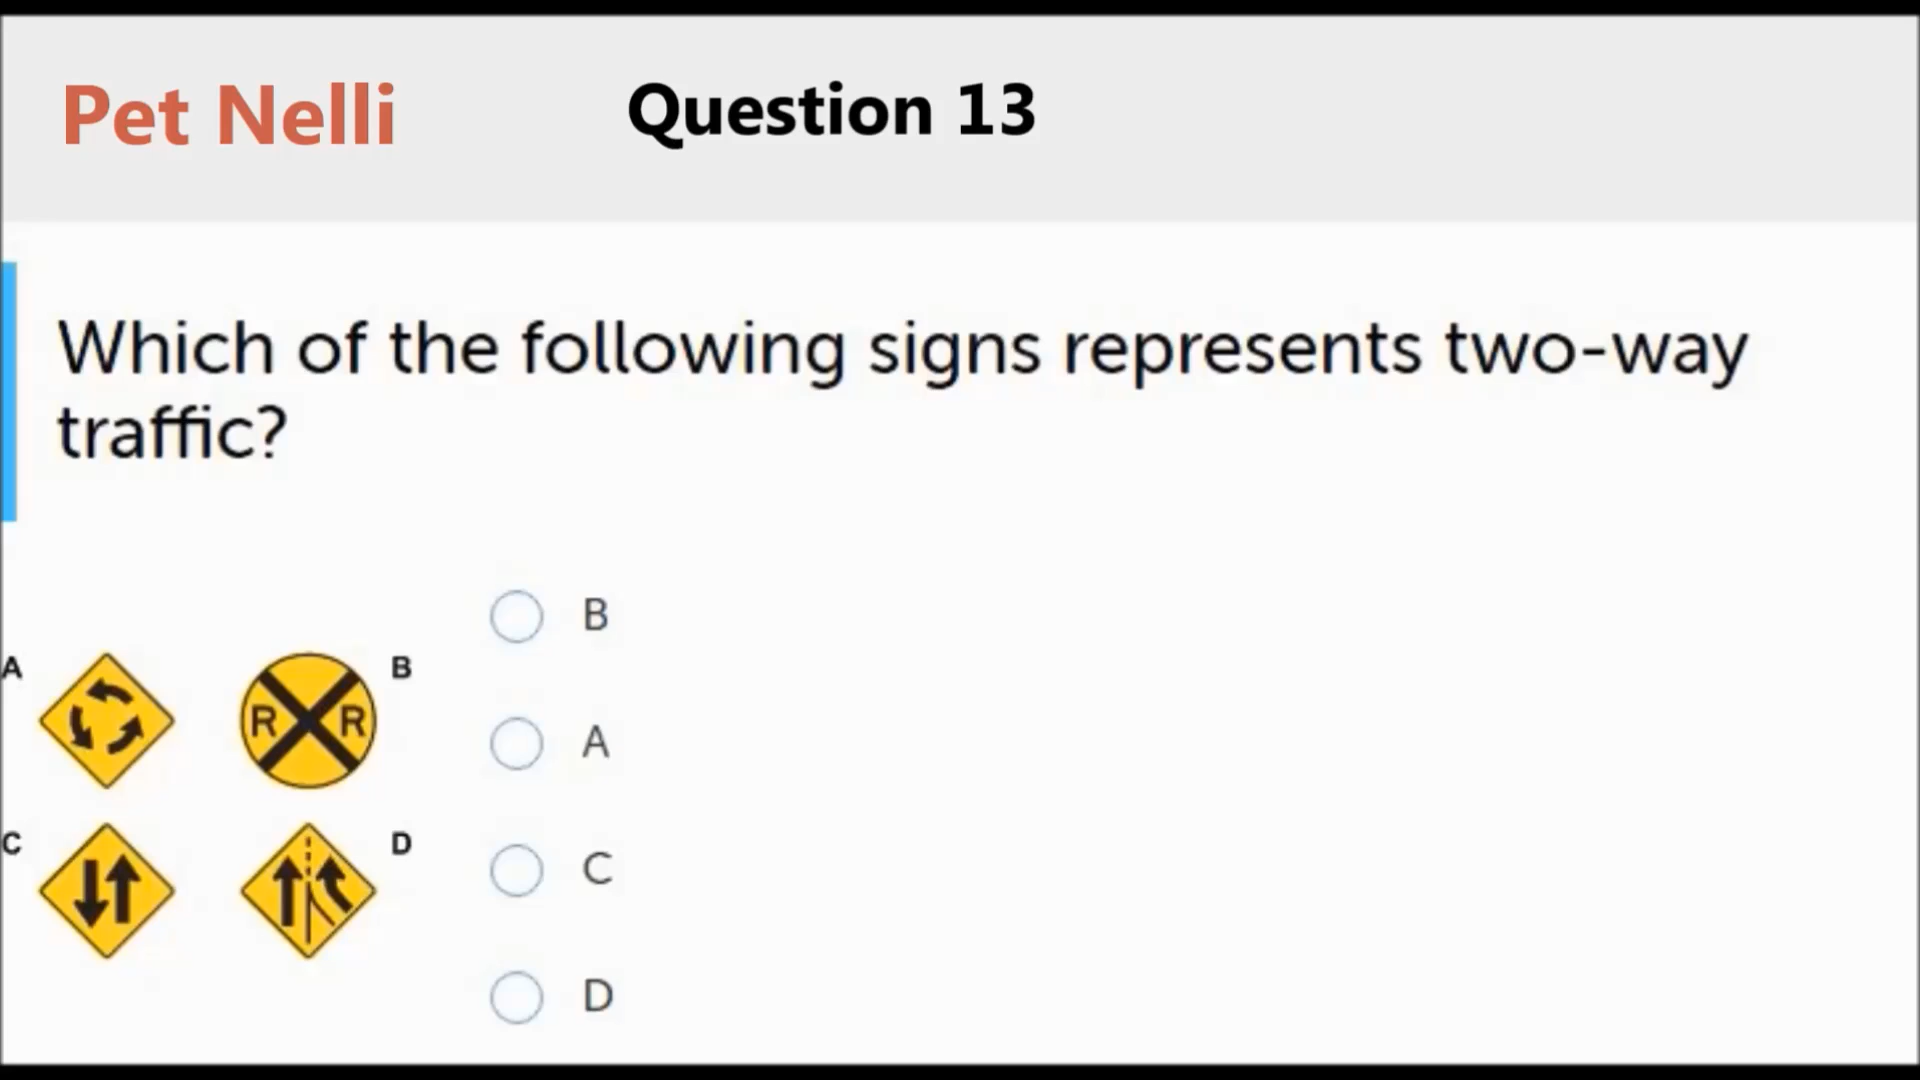 Pet Nelli
Question 13
Which of the following signs represents two-way
traffic?
A
R R
B
C
D
B
A
C
D